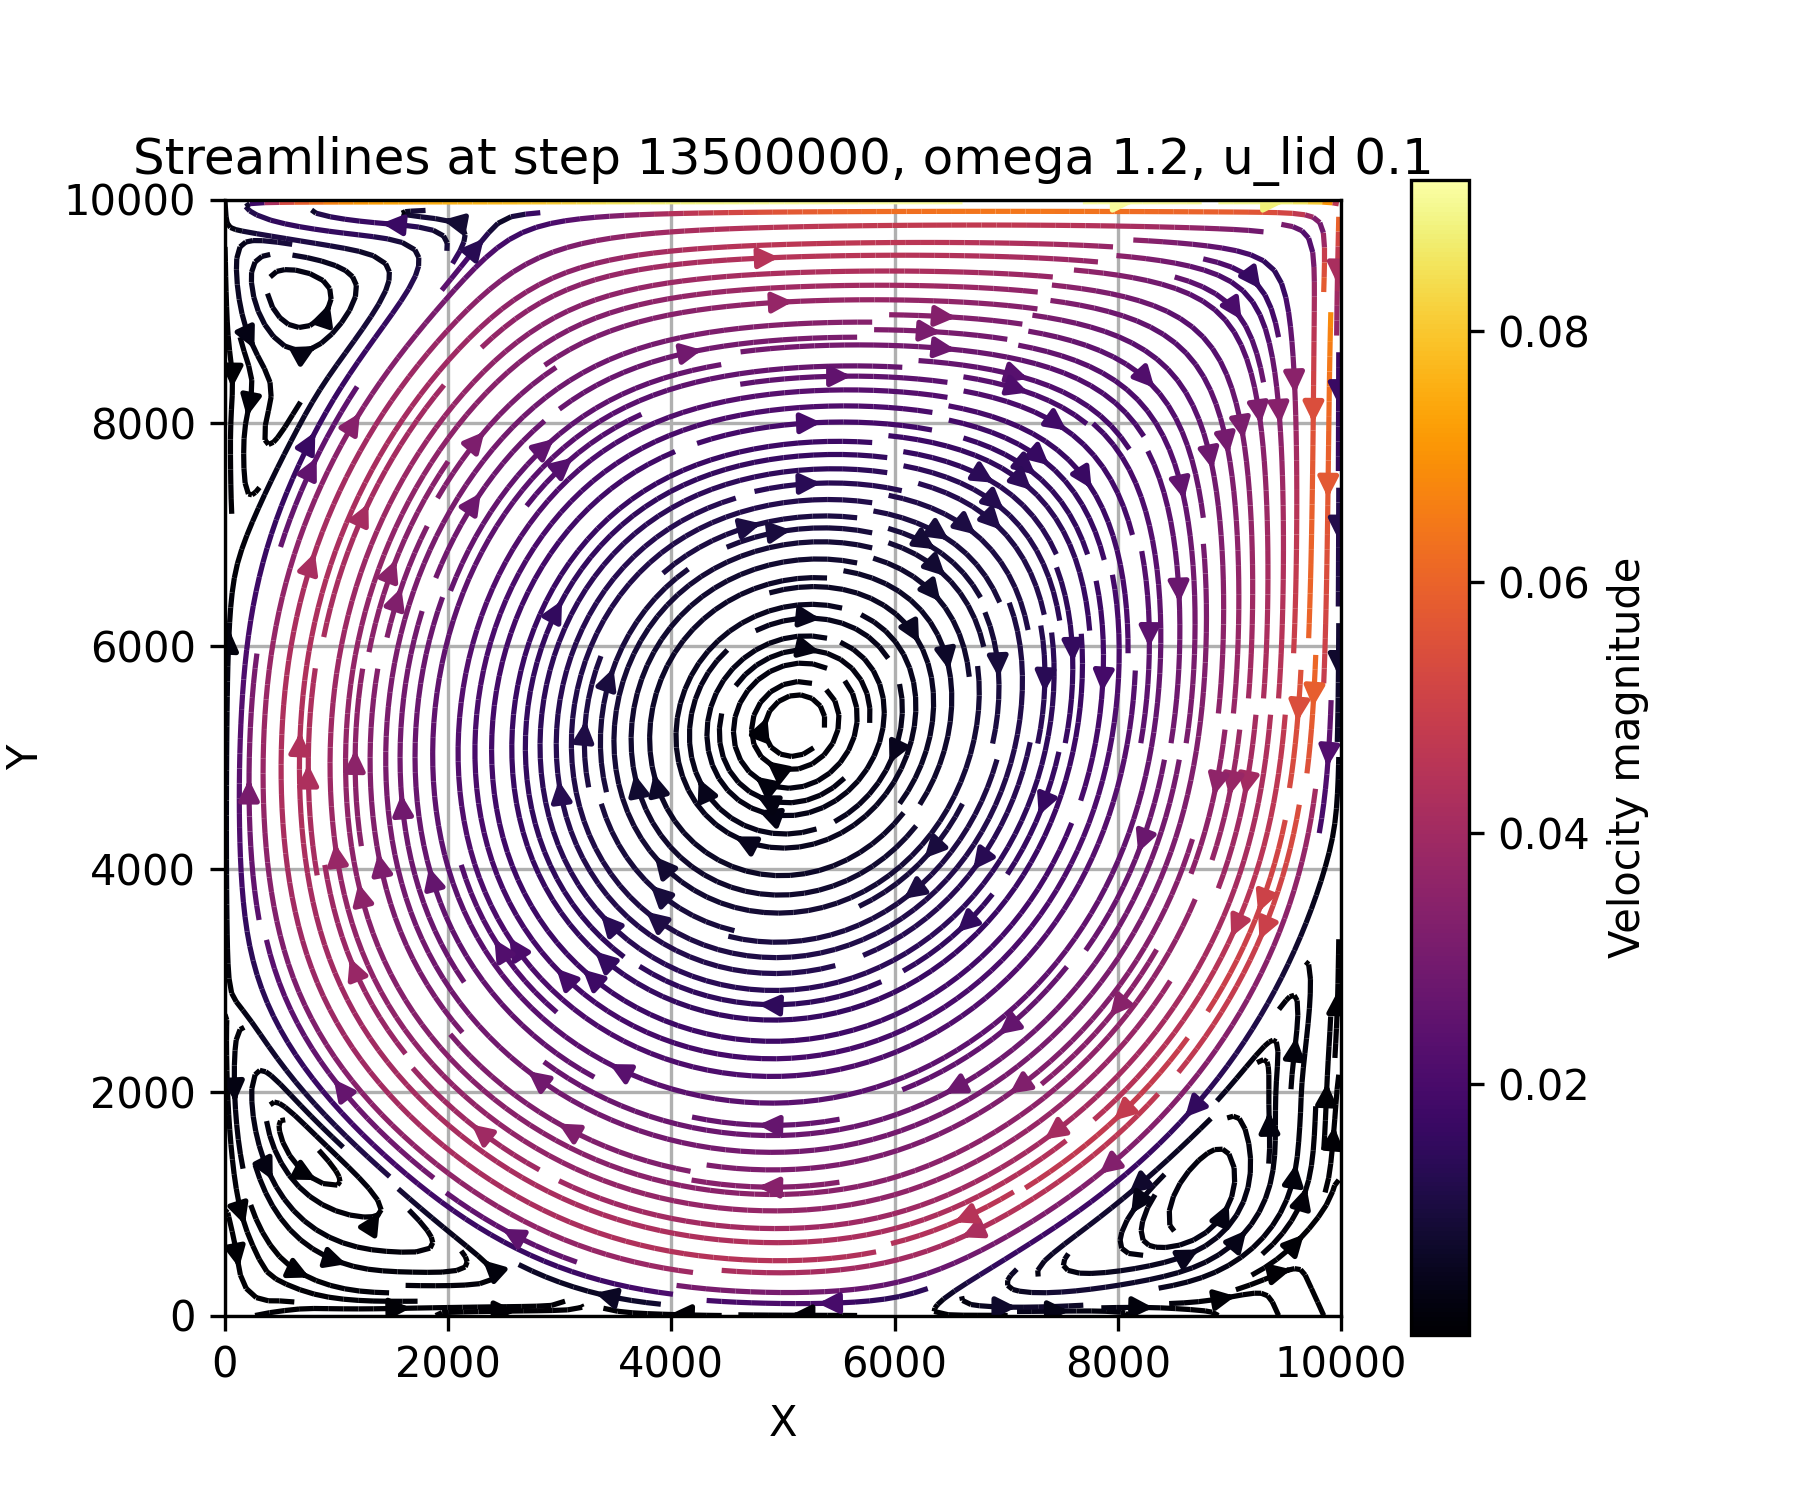 Streamlines at step 13500000, omega 1.2, u_lid 0.1
10000
8000
6000
4000
2000
0
Y
0 2000 4000 6000 8000 10000
X
0.08
0.06
0.04
0.02
Velocity magnitude